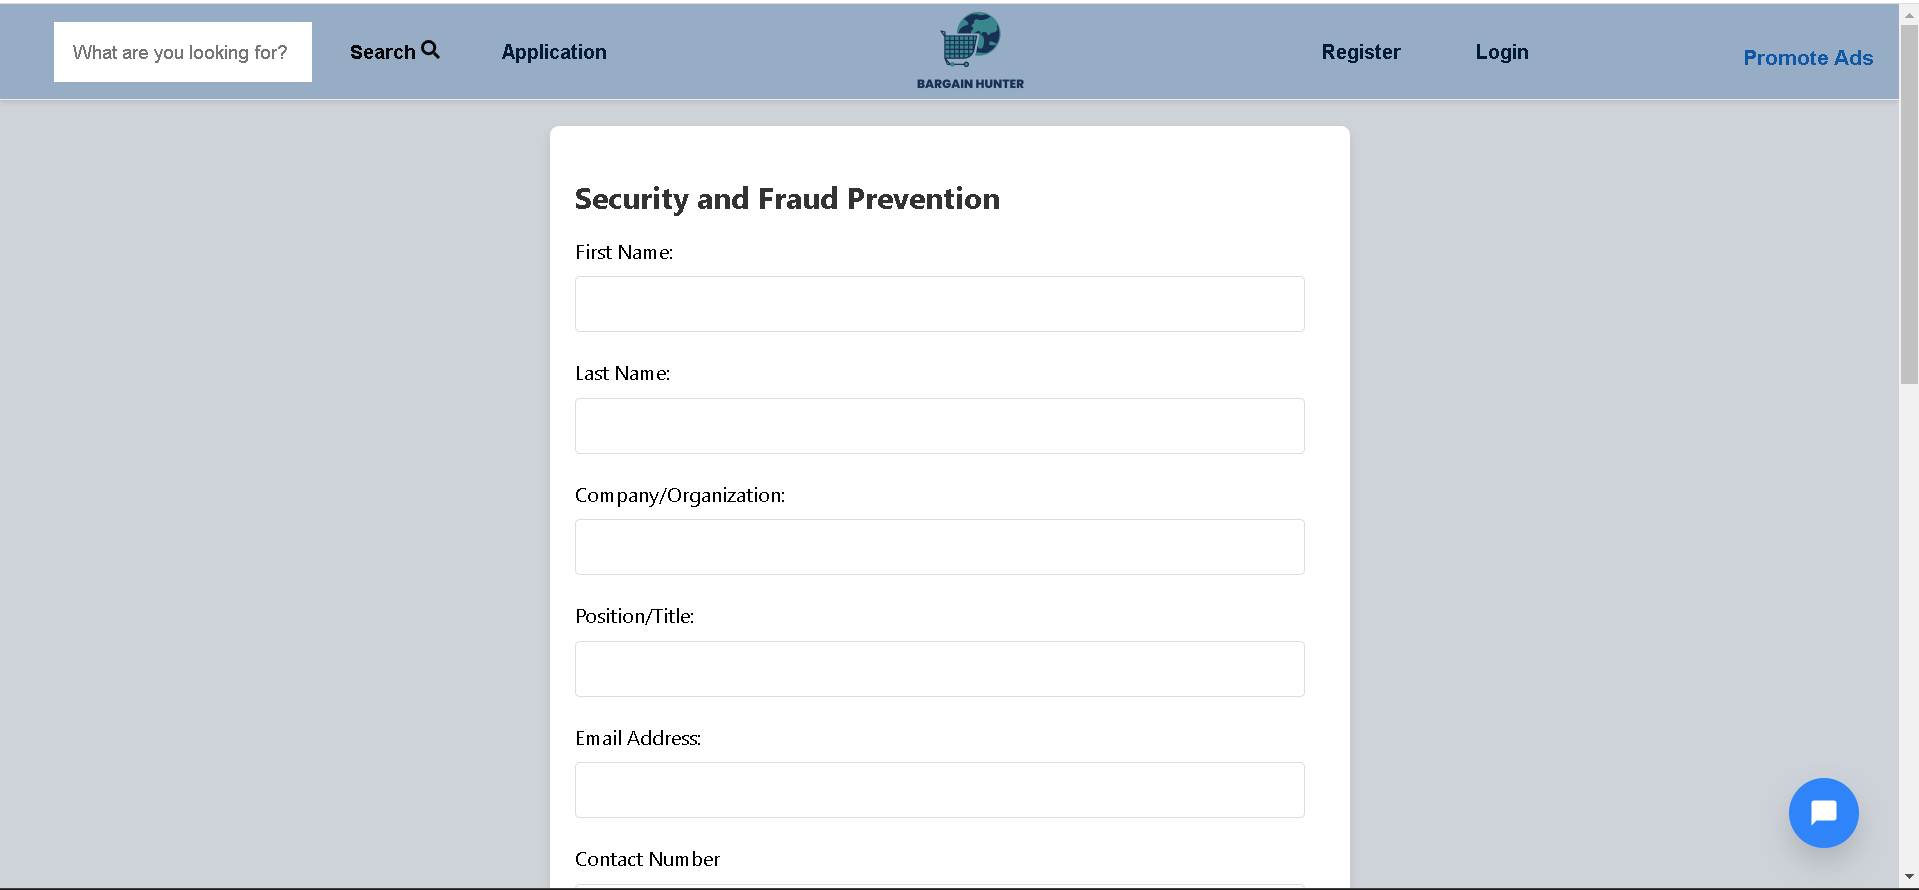 What are you looking for?
Search
Application
BARGAIN HUNTER
Register
Login
Promote Ads
Security and Fraud Prevention
First Name:
Last Name:
Company/Organization:
Position/Title:
Email Address:
Contact Number